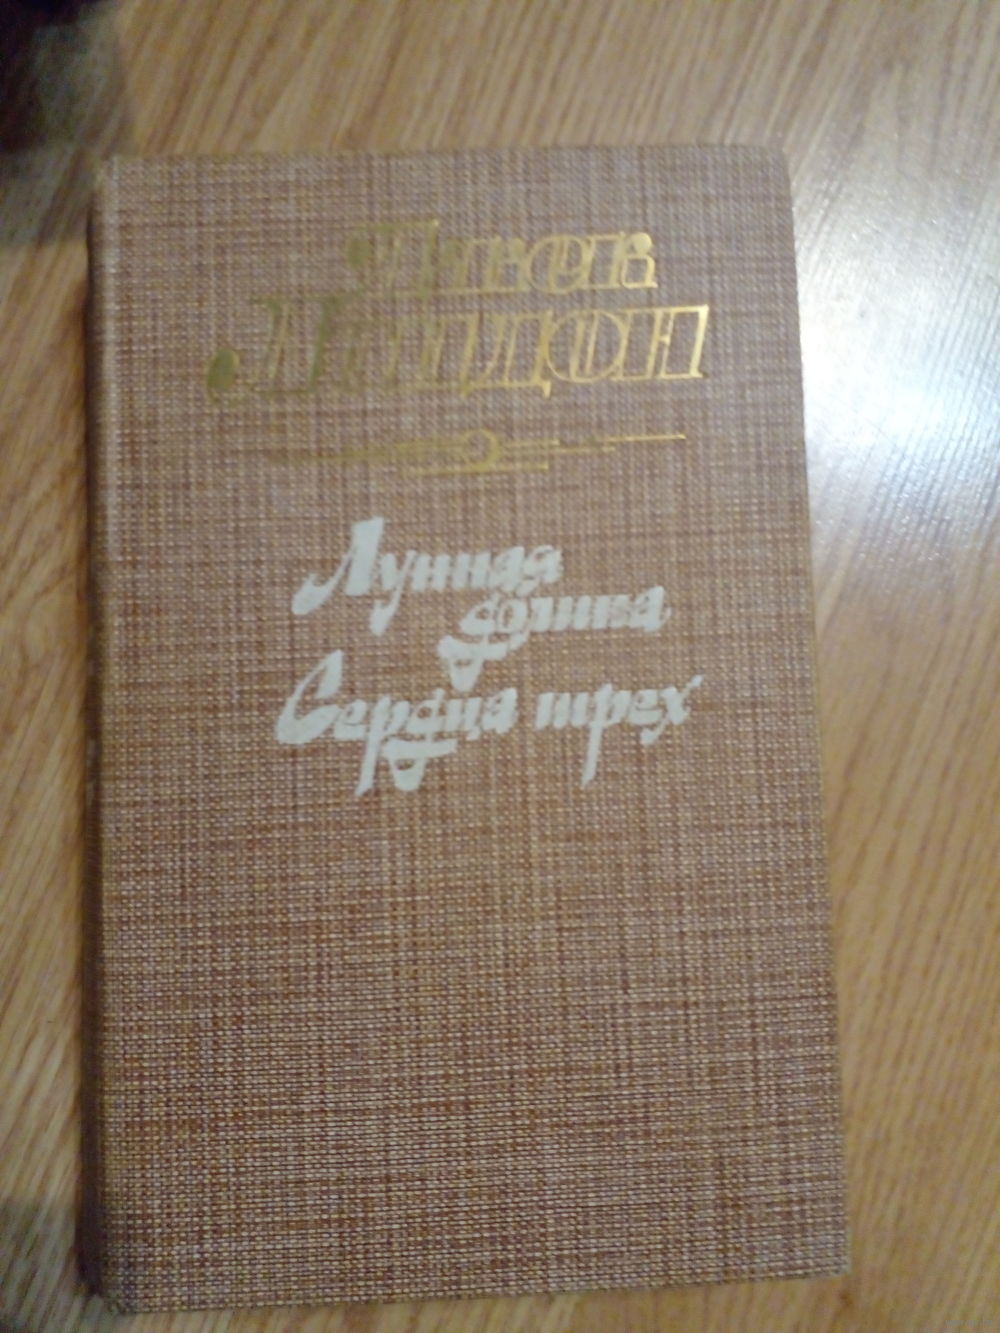 Джек
Лондон
Лунная
долина
Сердца трех